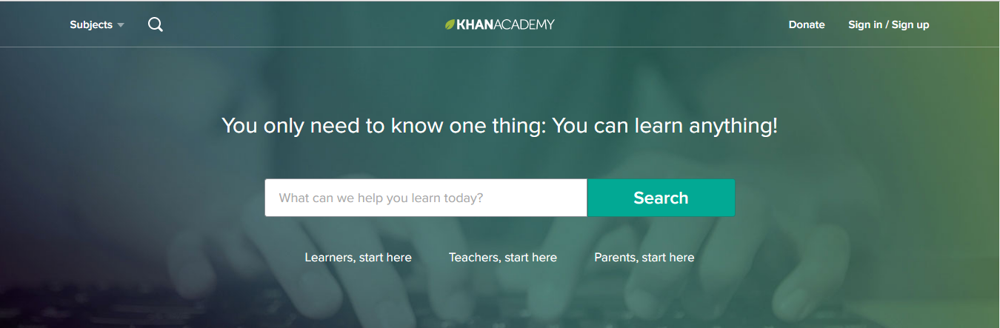 Subjects
KHANACADEMY
Donate
Sign in / Sign up
You only need to know one thing: You can learn anything!
What can we help you learn today?
Search
Learners, start here
Teachers, start here
Parents, start here